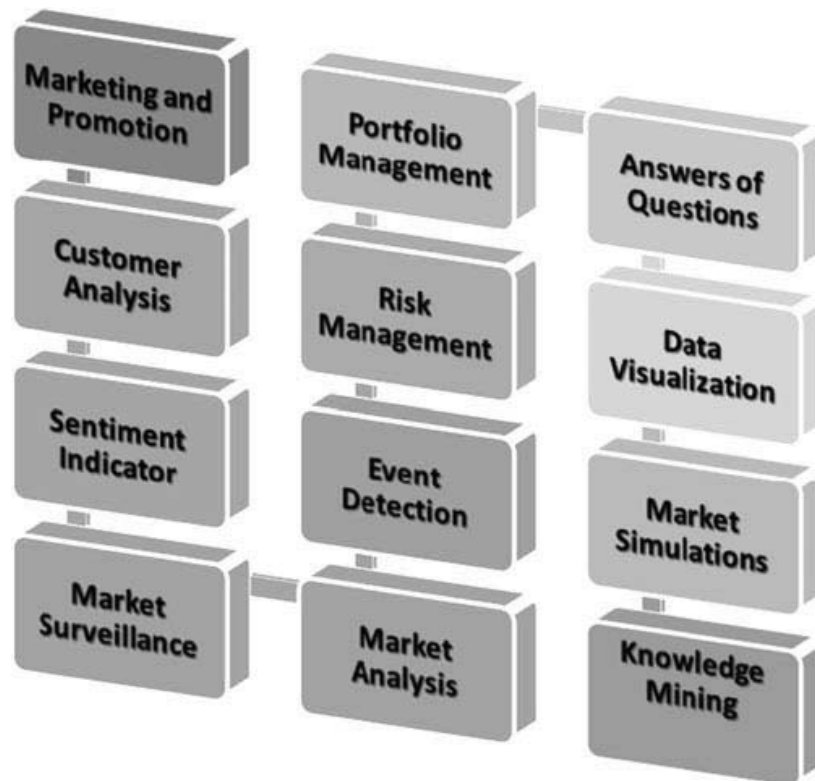 Marketing and
Promotion
Customer
Analysis
Sentiment
Indicator
Market
Surveillance
Market
Analysis
Event
Detection
Risk
Management
Portfolio
Management
Answers of
Questions
Data
Visualization
Market
Simulations
Knowledge
Mining